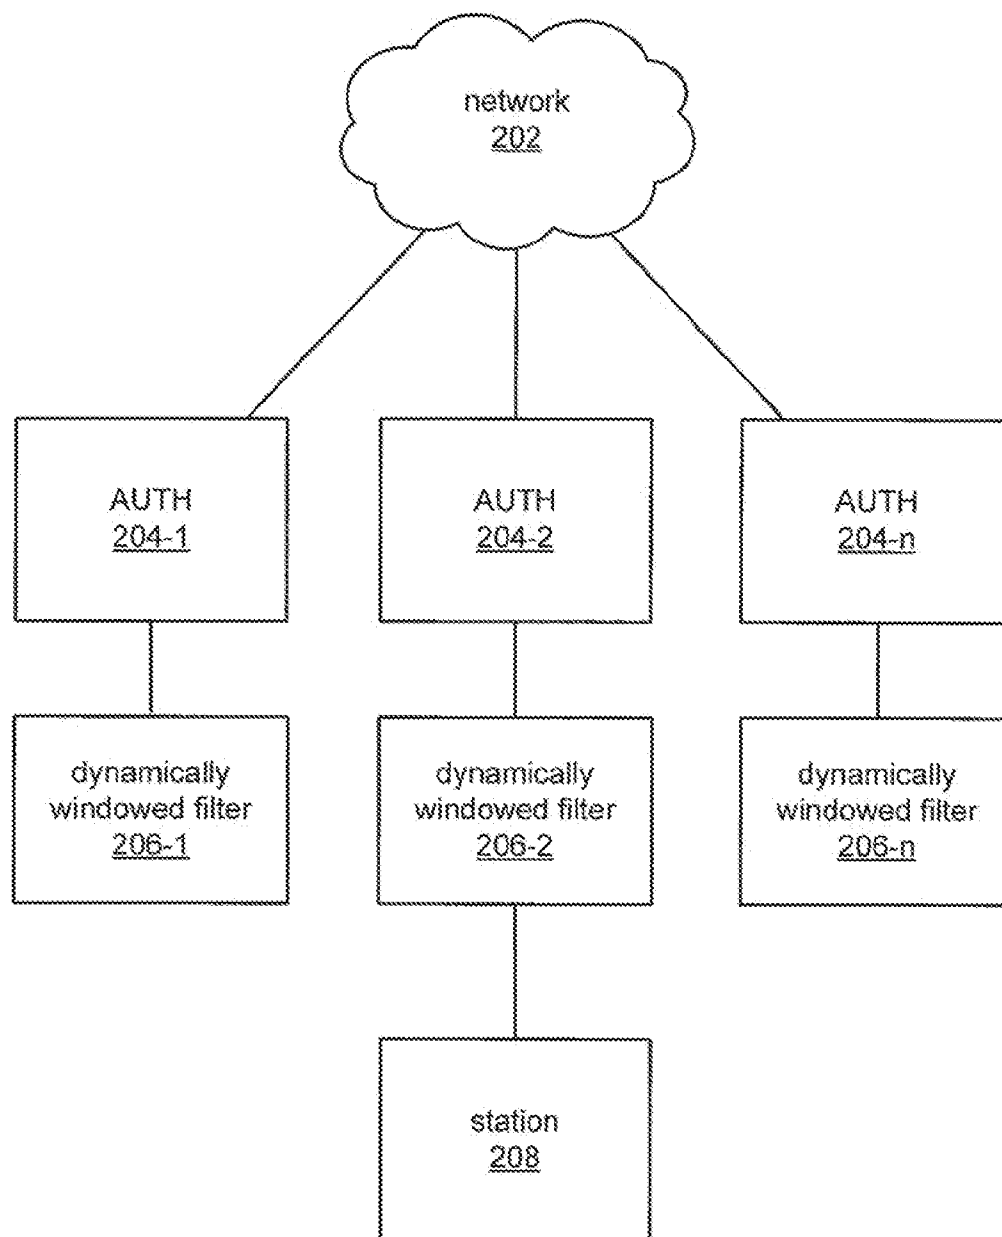 network
202
AUTH
204-1
AUTH
204-2
AUTH
204-n
dynamically
windowed filter
206-1
dynamically
windowed filter
206-2
dynamically
windowed filter
206-n
station
208